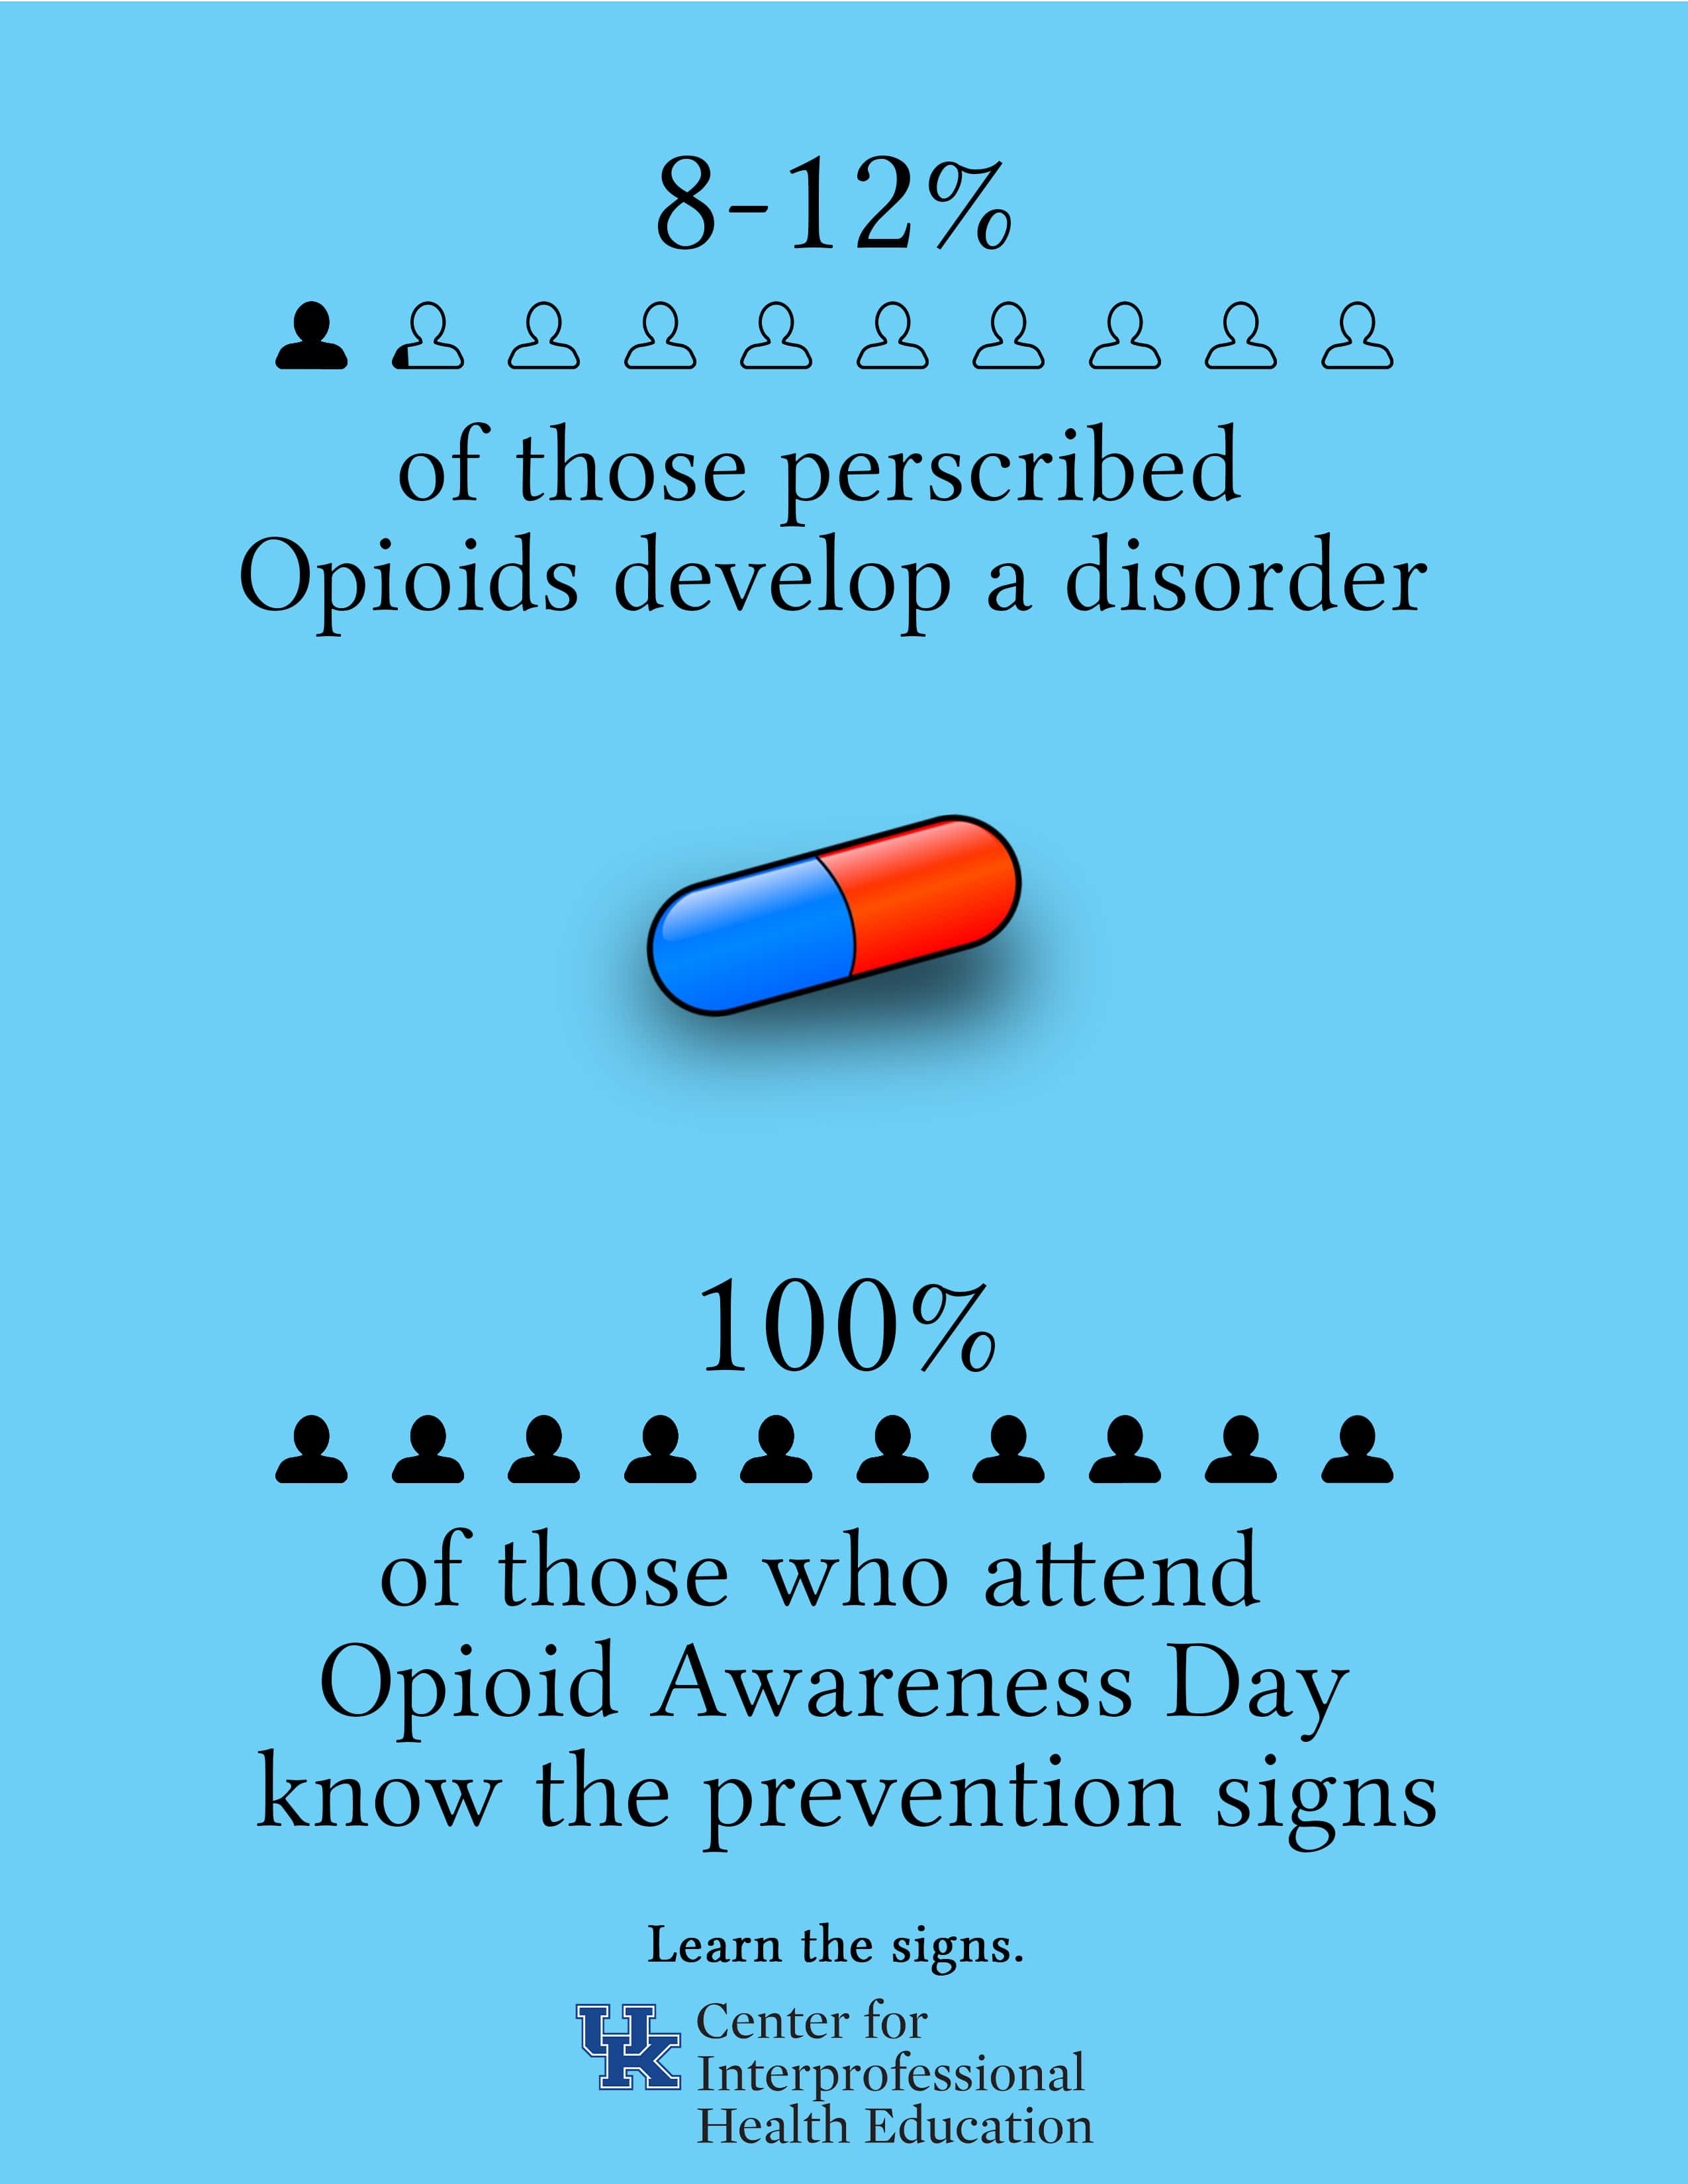 8-12%
of those perscribed
Opioids develop a disorder
100%
of those who attend
Opioid Awareness Day
know the prevention signs
Learn the signs.
UK
Center for
Interprofessional
Health Education